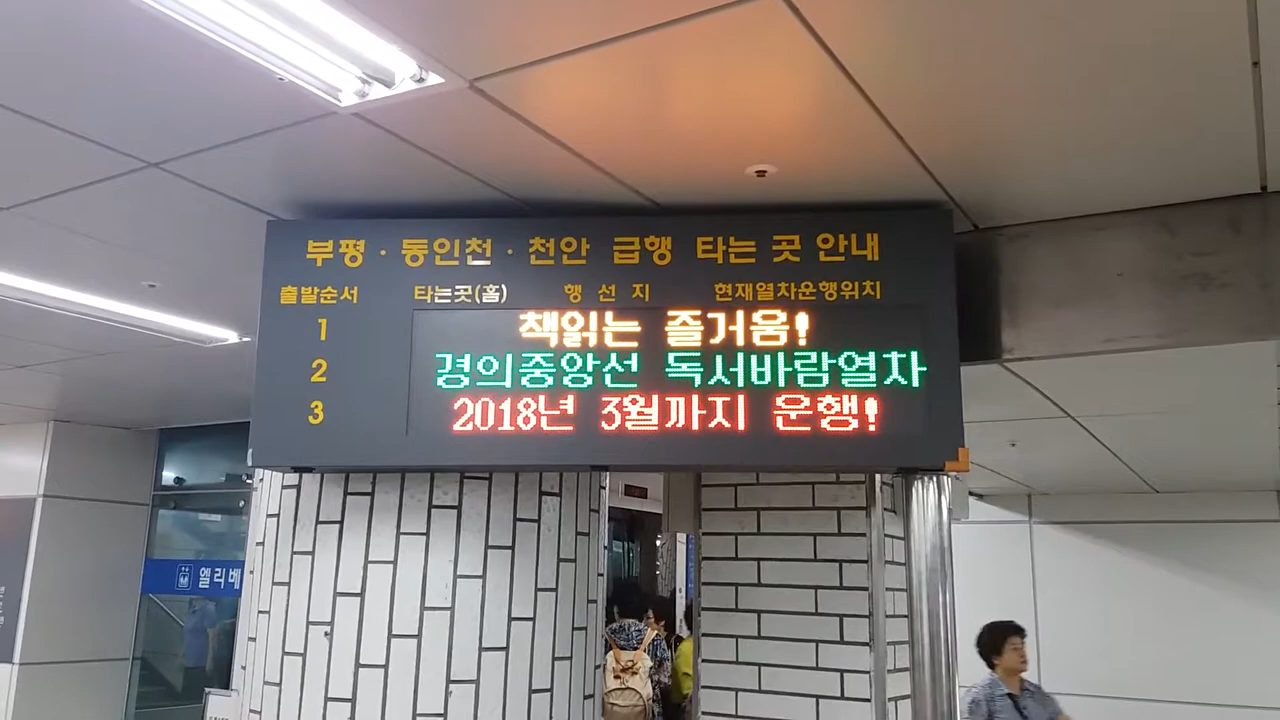 부평 · 동인천 · 천안 급행 타는 곳 안내
출발순서 타는곳(홈) 행 선 지 현재열차운행위치
1 책읽는 즐거움!
2 경의중앙선 독서바람열차
3 2018년 3월까지 운행!
엘리베